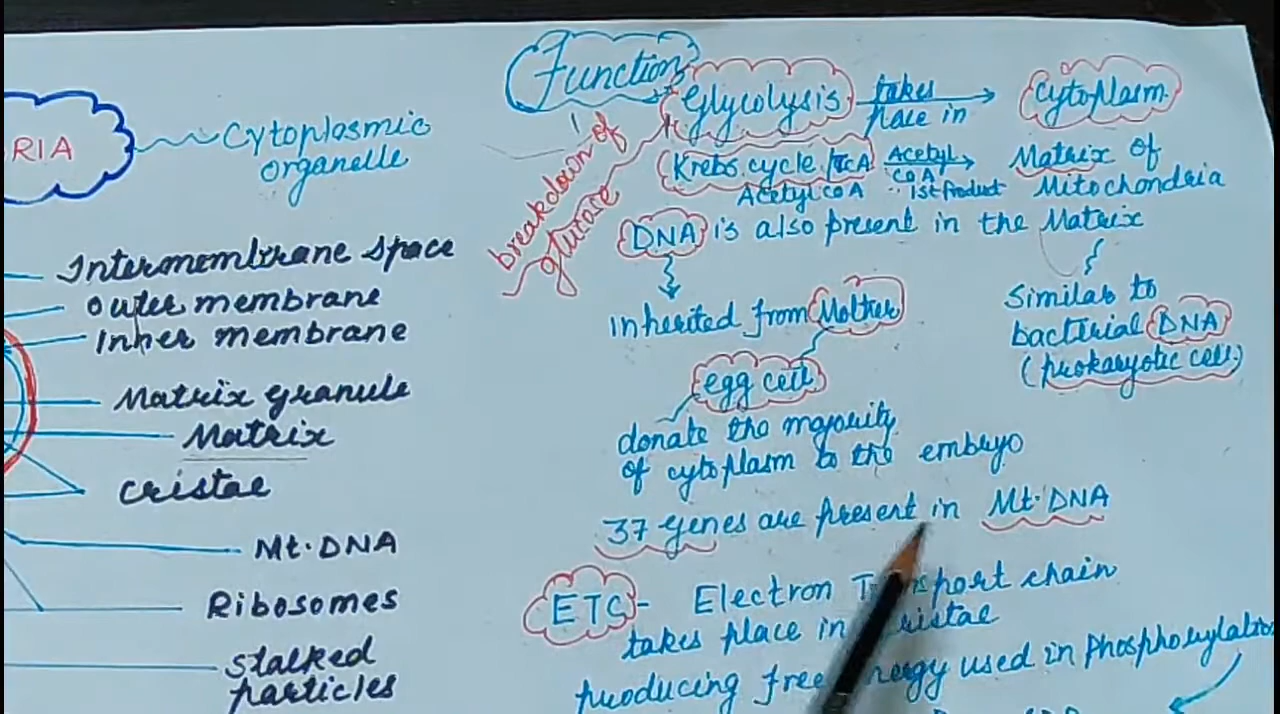 RIA
Cytoplasmic
organelle
Intermembrane space
Outer membrane
Inner membrane
Matrix granule
Matrix
Cristae
Mt. DNA
Ribosomes
Stalked
particles
Function
breakdown of
glucose
Glycolysis takes place in Cytoplasm
Krebs cycle /TCA Acetyl CoA 1st Product Matrix of
Acetyl coA Mitochondria
DNA is also present in the Matrix
inherited from Mother
Similar to
bacterial DNA
(prokaryotic cell)
egg cell
donate the majority
of cytoplasm to the embryo
37 genes are present in Mt. DNA
ETC - Electron Transport chain
takes place in Cristae
producing free energy used in Phosphorylation